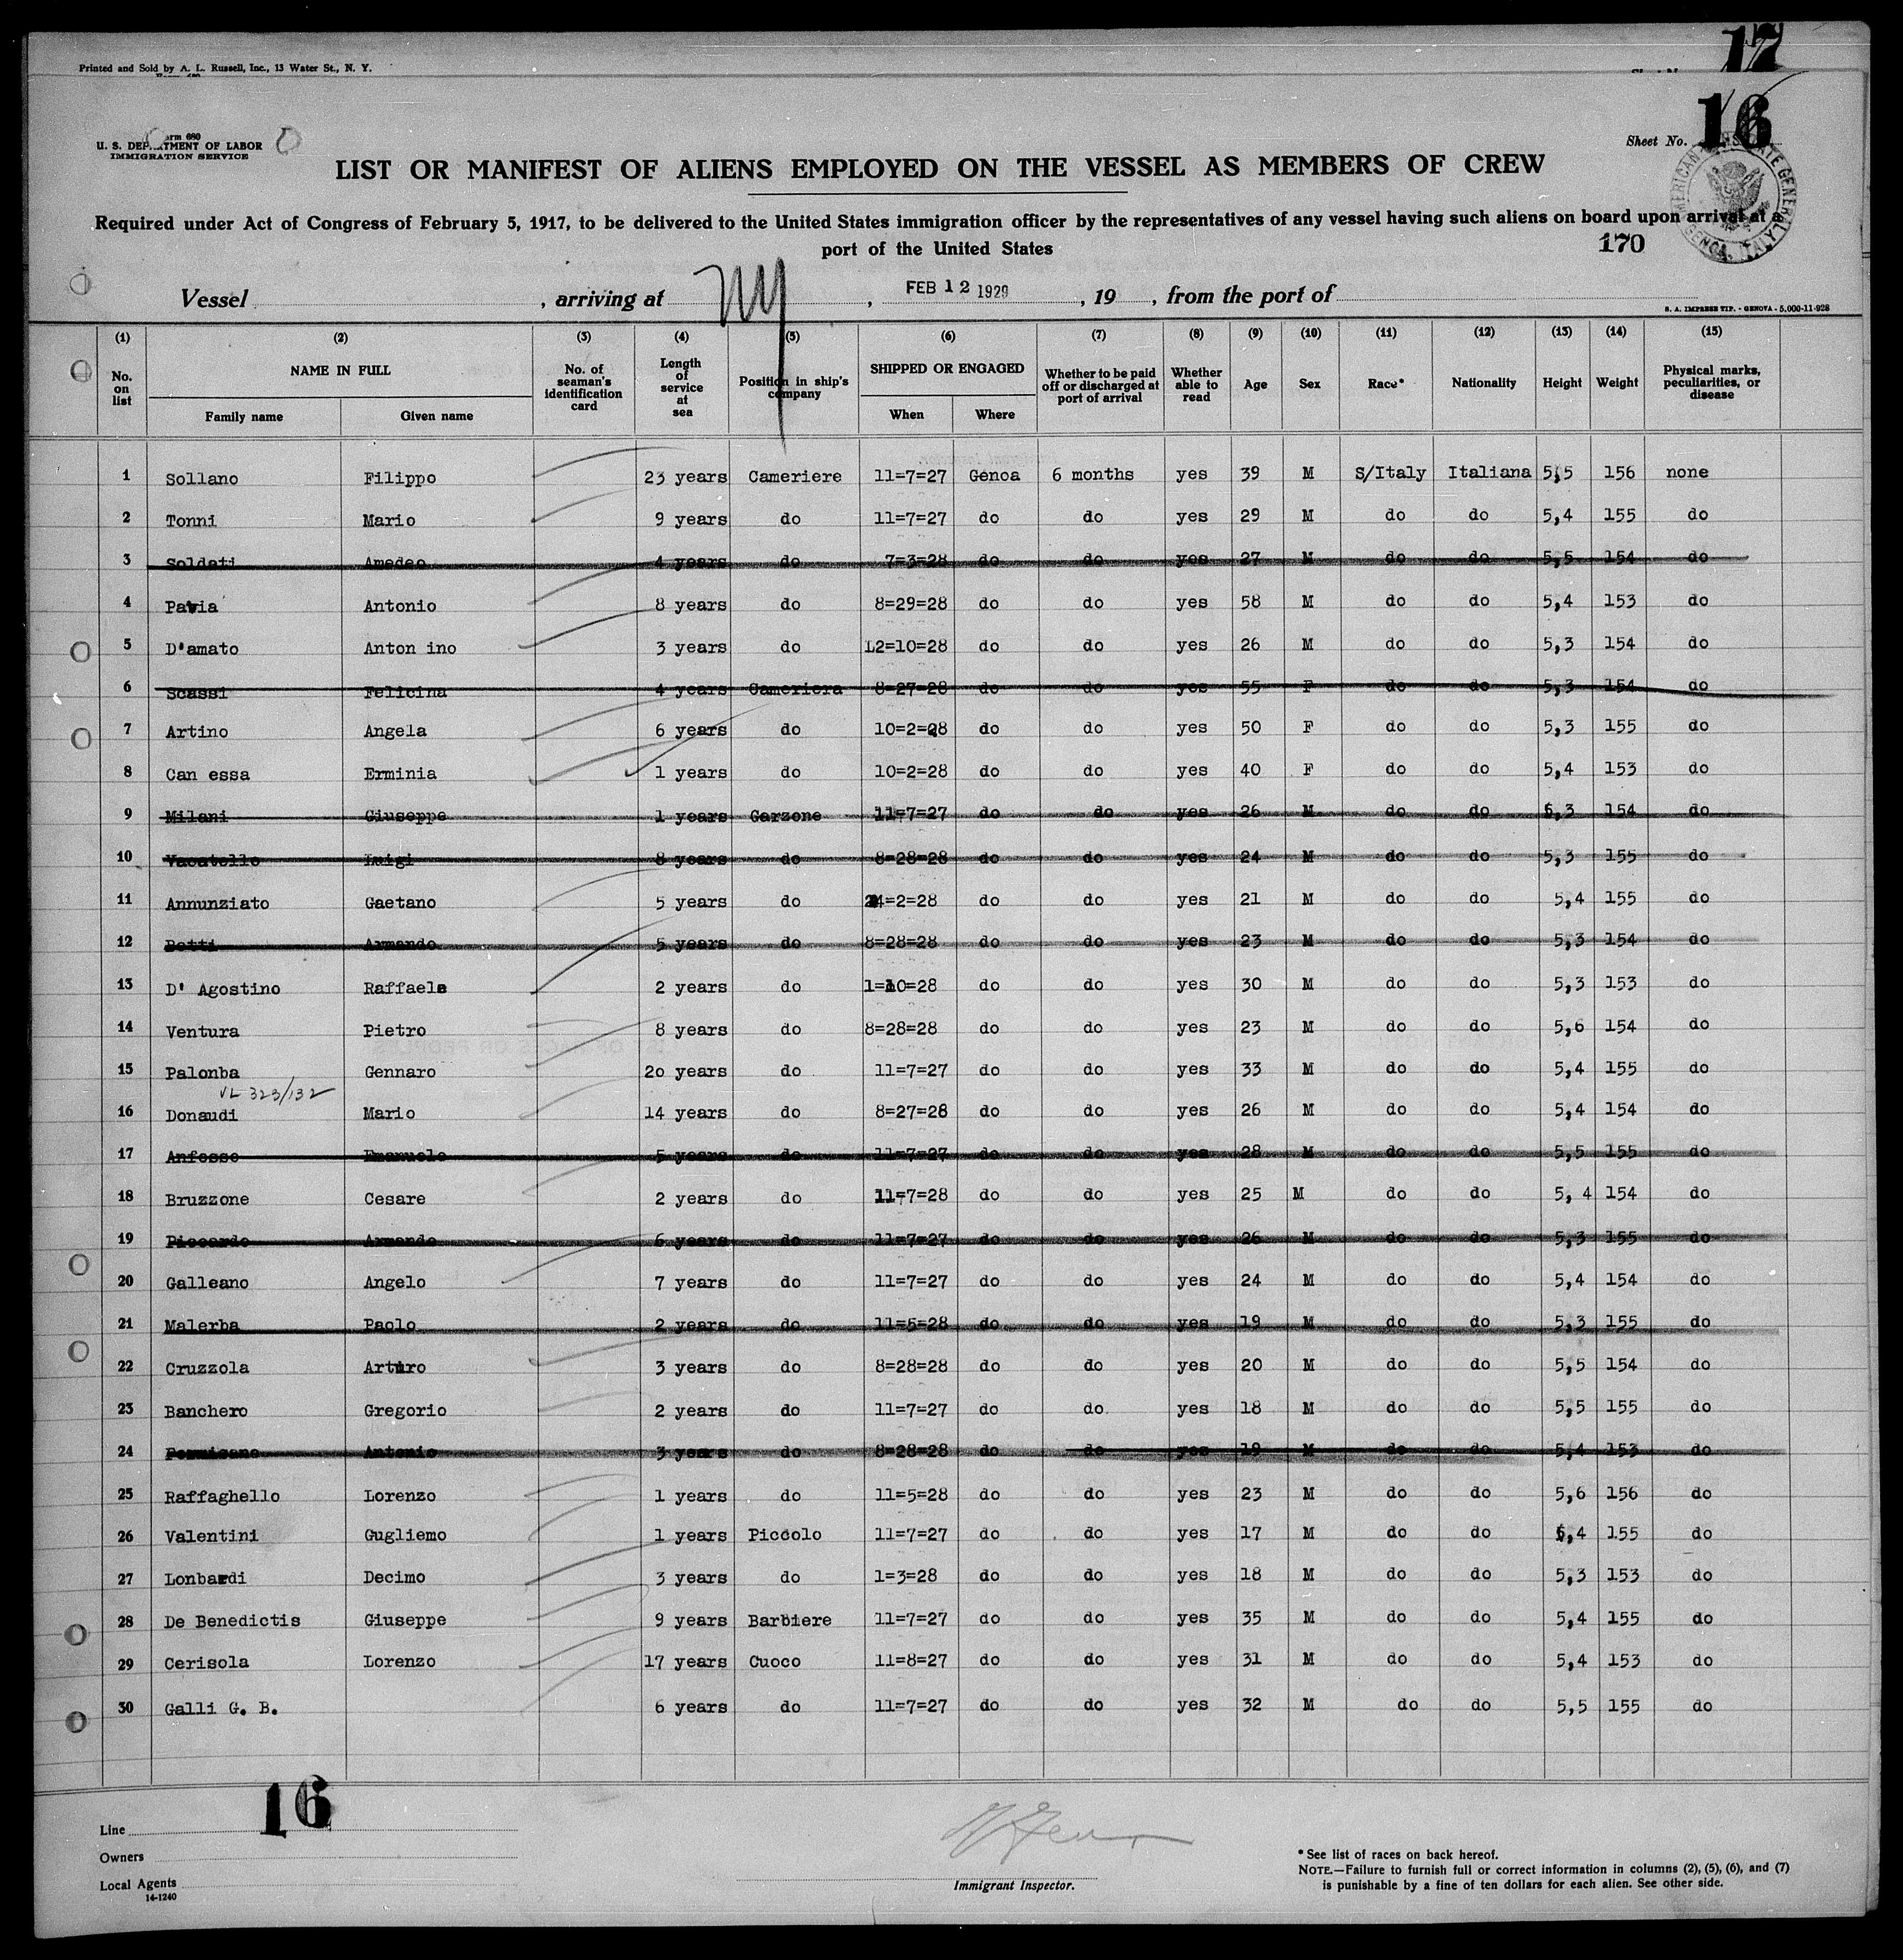 Printed and Sold by A. L. Russell, Inc., 13 Water St., N. Y.
17
16
Form 680
U. S. DEPARTMENT OF LABOR
IMMIGRATION SERVICE
Sheet No.
AMERICAN CONSULATE GENERAL GENOA, ITALY
LIST OR MANIFEST OF ALIENS EMPLOYED ON THE VESSEL AS MEMBERS OF CREW
Required under Act of Congress of February 5, 1917, to be delivered to the United States immigration officer by the representatives of any vessel having such aliens on board upon arrival at a
port of the United States
170
Vessel , arriving at NY , FEB 12 1929 , 19 , from the port of
S. A. IMPRESE TIP. - GENOVA - 5.000-11-928
(1) (2) (3) (4) (5) (6) (7) (8) (9) (10) (11) (12) (13) (14) (15)
No. on list NAME IN FULL Family name Given name No. of seaman's identification card Length of service at sea Position in ship's company SHIPPED OR ENGAGED When Where Whether to be paid off or discharged at port of arrival Whether able to read Age Sex Race* Nationality Height Weight Physical marks, peculiarities, or disease
1 Sollano Filippo 23 years Cameriere 11=7=27 Genoa 6 months yes 39 M S/Italy Italiana 5,5 156 none
2 Tonni Mario 9 years do 11=7=27 do do yes 29 M do do 5,4 155 do
3 Soldati Amedeo 4 years do 7=3=28 do do yes 27 M do do 5,5 154 do
4 Pavia Antonio 8 years do 8=29=28 do do yes 58 M do do 5,4 153 do
5 D'amato Anton ino 3 years do 12=10=28 do do yes 26 M do do 5,3 154 do
6 Scassi Felicina 4 years Cameriera 8=27=28 do do yes 55 F do do 5,3 154 do
7 Artino Angela 6 years do 10=2=28 do do yes 50 F do do 5,3 155 do
8 Can essa Erminia 1 years do 10=2=28 do do yes 40 F do do 5,4 153 do
9 Milani Giuseppe 1 years Garzone 11=7=27 do do yes 26 M do do 5,3 154 do
10 Vacatello Luigi 8 years do 8=28=28 do do yes 24 M do do 5,3 155 do
11 Annunziato Gaetano 5 years do 4=2=28 do do yes 21 M do do 5,4 155 do
12 Botti Armando 5 years do 8=28=28 do do yes 23 M do do 5,3 154 do
13 D' Agostino Raffaele 2 years do 1=10=28 do do yes 30 M do do 5,3 153 do
14 Ventura Pietro 8 years do 8=28=28 do do yes 23 M do do 5,6 154 do
15 Palonba Gennaro 20 years do 11=7=27 do do yes 33 M do do 5,4 155 do
VL 323/132
16 Donaudi Mario 14 years do 8=27=28 do do yes 26 M do do 5,4 154 do
17 Anfosso Emanuele 5 years do 11=7=27 do do yes 28 M do do 5,5 155 do
18 Bruzzone Cesare 2 years do 11=7=28 do do yes 25 M do do 5, 4 154 do
19 Piccardo Armando 6 years do 11=7=27 do do yes 26 M do do 5,3 155 do
20 Galleano Angelo 7 years do 11=7=27 do do yes 24 M do do 5,4 154 do
21 Malerba Paolo 2 years do 11=5=28 do do yes 19 M do do 5,3 155 do
22 Cruzzola Arturo 3 years do 8=28=28 do do yes 20 M do do 5,5 154 do
23 Banchero Gregorio 2 years do 11=7=27 do do yes 18 M do do 5,5 155 do
24 Antonio 3 years do 8=28=28 do do yes 19 M do do 5,4 153 do
25 Raffaghello Lorenzo 1 years do 11=5=28 do do yes 23 M do do 5,6 156 do
26 Valentini Gugliemo 1 years Piccolo 11=7=27 do do yes 17 M do do 5,4 155 do
27 Lonbardi Decimo 3 years do 1=3=28 do do yes 18 M do do 5,3 153 do
28 De Benedictis Giuseppe 9 years Barbiere 11=7=27 do do yes 35 M do do 5,4 155 do
29 Cerisola Lorenzo 17 years Cuoco 11=8=27 do do yes 31 M do do 5,4 153 do
30 Galli G. B. 6 years do 11=7=27 do do yes 32 M do do 5,5 155 do
16
Line
Owners
Local Agents
14-1240
Immigrant Inspector.
* See list of races on back hereof.
NOTE.—Failure to furnish full or correct information in columns (2), (5), (6), and (7)
is punishable by a fine of ten dollars for each alien. See other side.